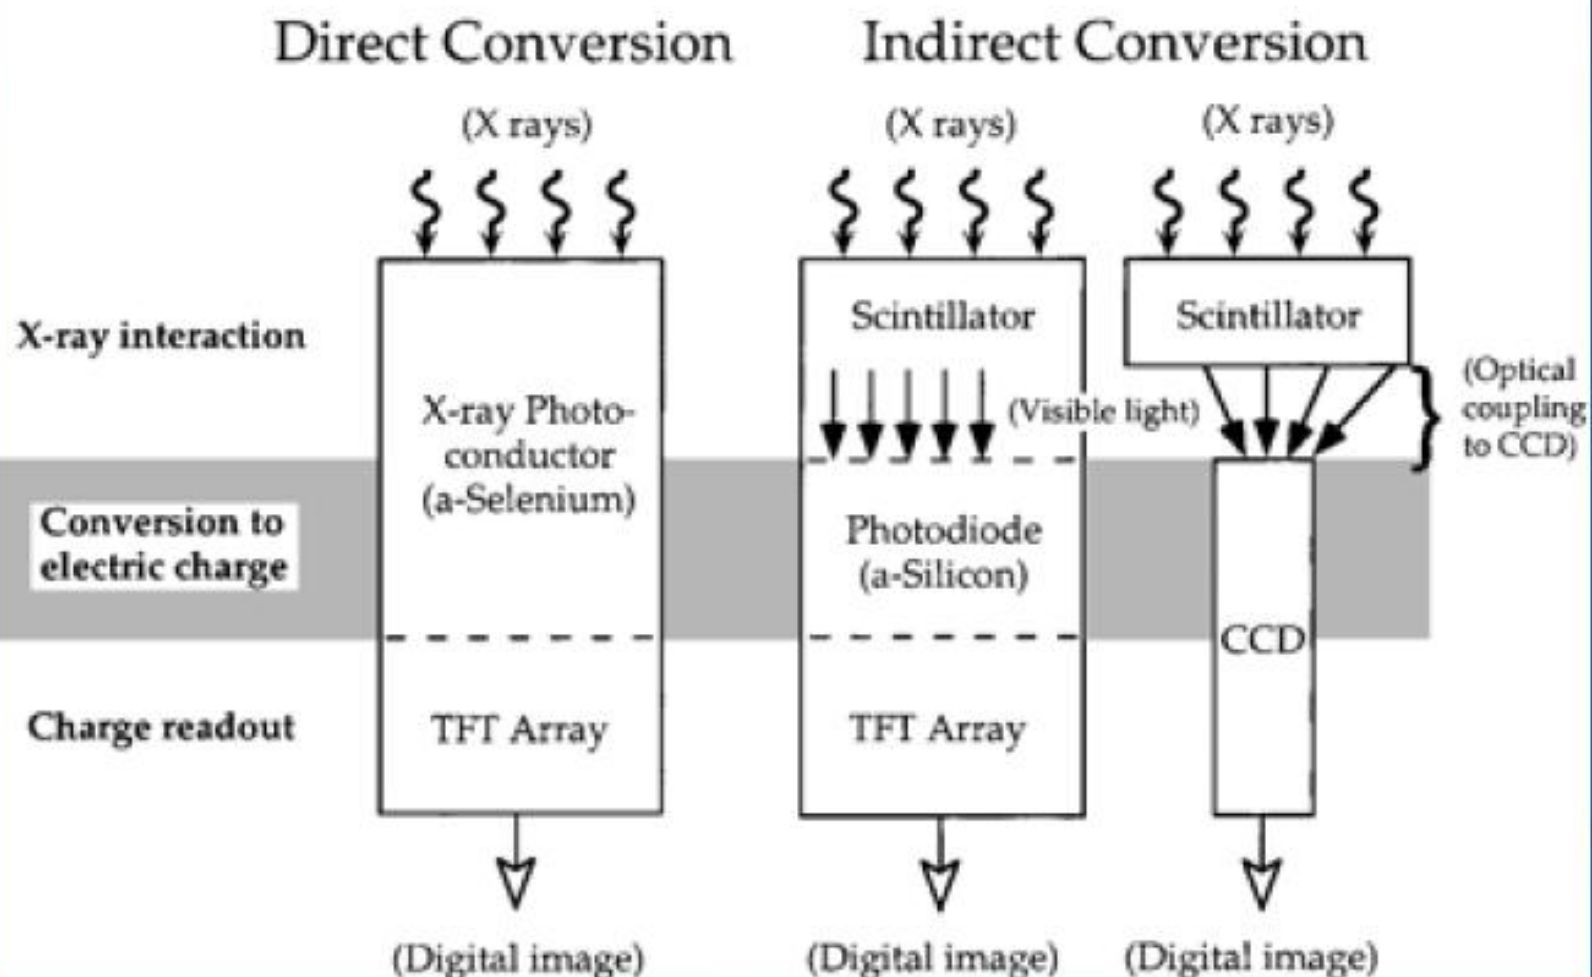 Direct Conversion
Indirect Conversion
(X rays)
(X rays)
(X rays)
X-ray interaction
X-ray Photo-
conductor
(a-Selenium)
Scintillator
(Visible light)
Scintillator
(Optical
coupling
to CCD)
Conversion to
electric charge
Photodiode
(a-Silicon)
CCD
Charge readout
TFT Array
TFT Array
(Digital image)
(Digital image)
(Digital image)